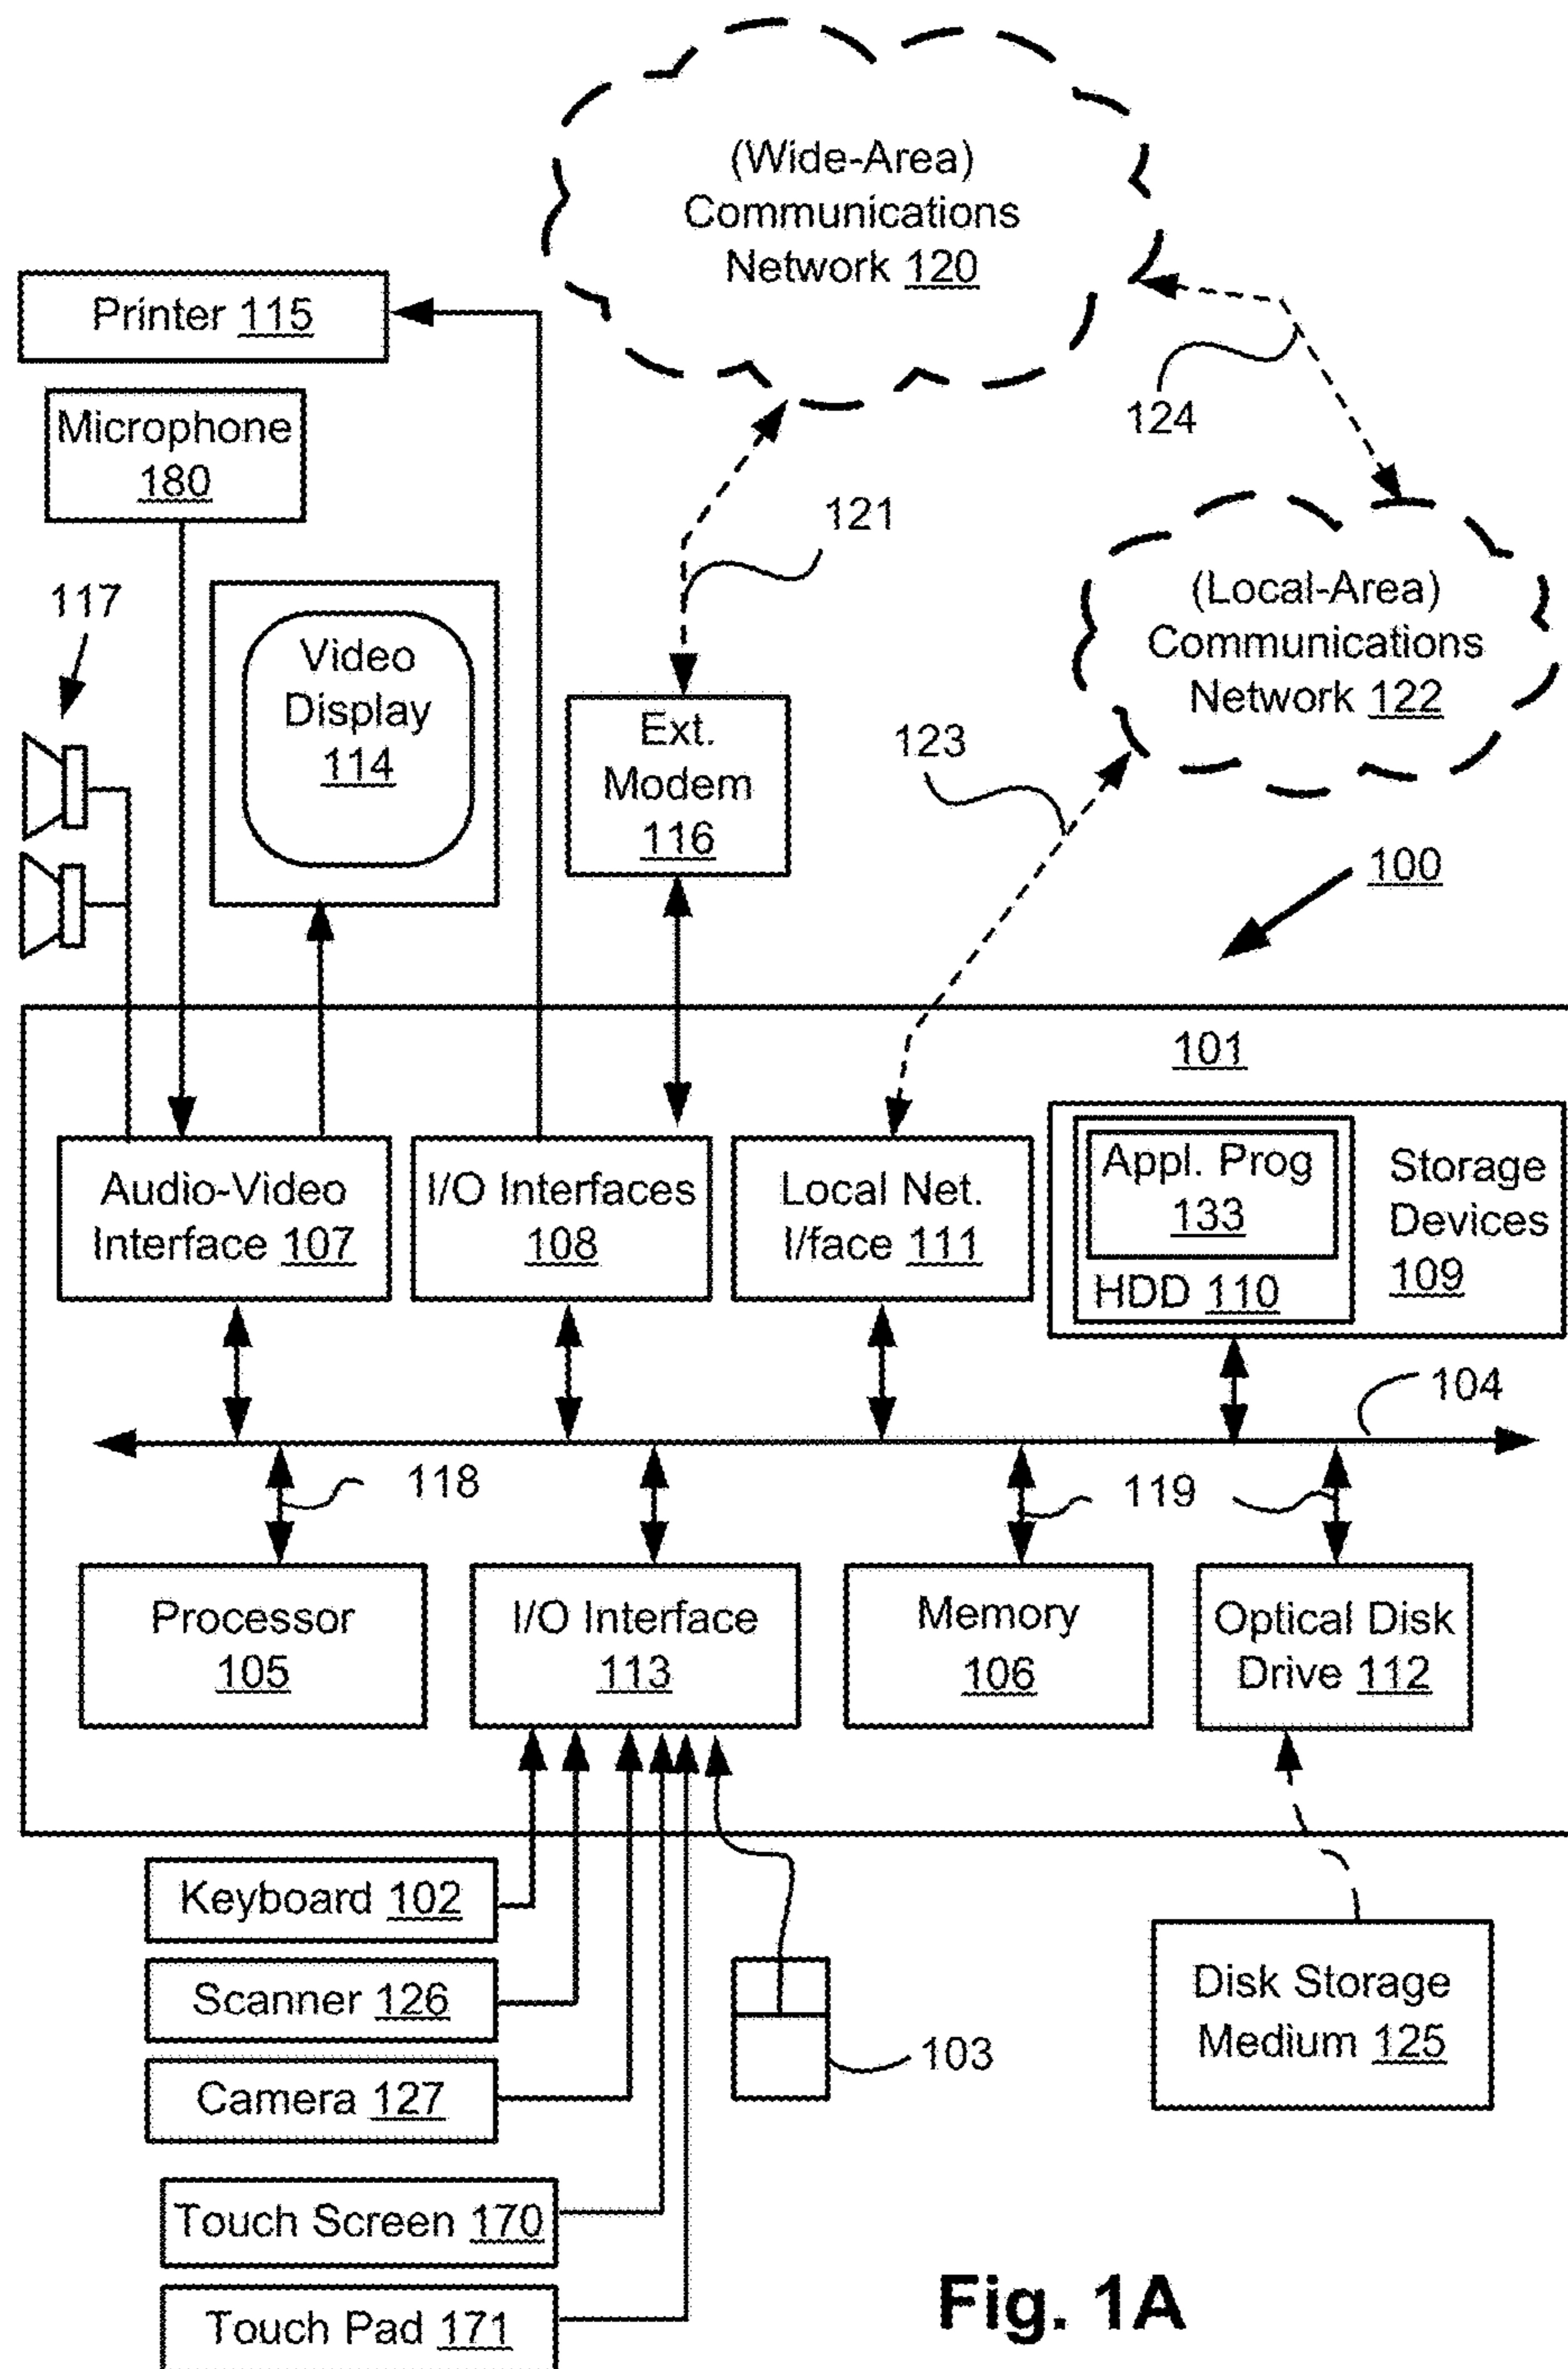 (Wide-Area)
Communications
Network 120
Printer 115
124
Microphone
180
121
117
(Local-Area)
Communications
Network 122
Video
Display
114
Ext.
Modem
116
123
100
101
Audio-Video
Interface 107
I/O Interfaces
108
Local Net.
I/face 111
Appl. Prog
133
HDD 110
Storage
Devices
109
104
118
119
Processor
105
I/O Interface
113
Memory
106
Optical Disk
Drive 112
Keyboard 102
Scanner 126
Camera 127
103
Disk Storage
Medium 125
Touch Screen 170
Touch Pad 171
Fig. 1A